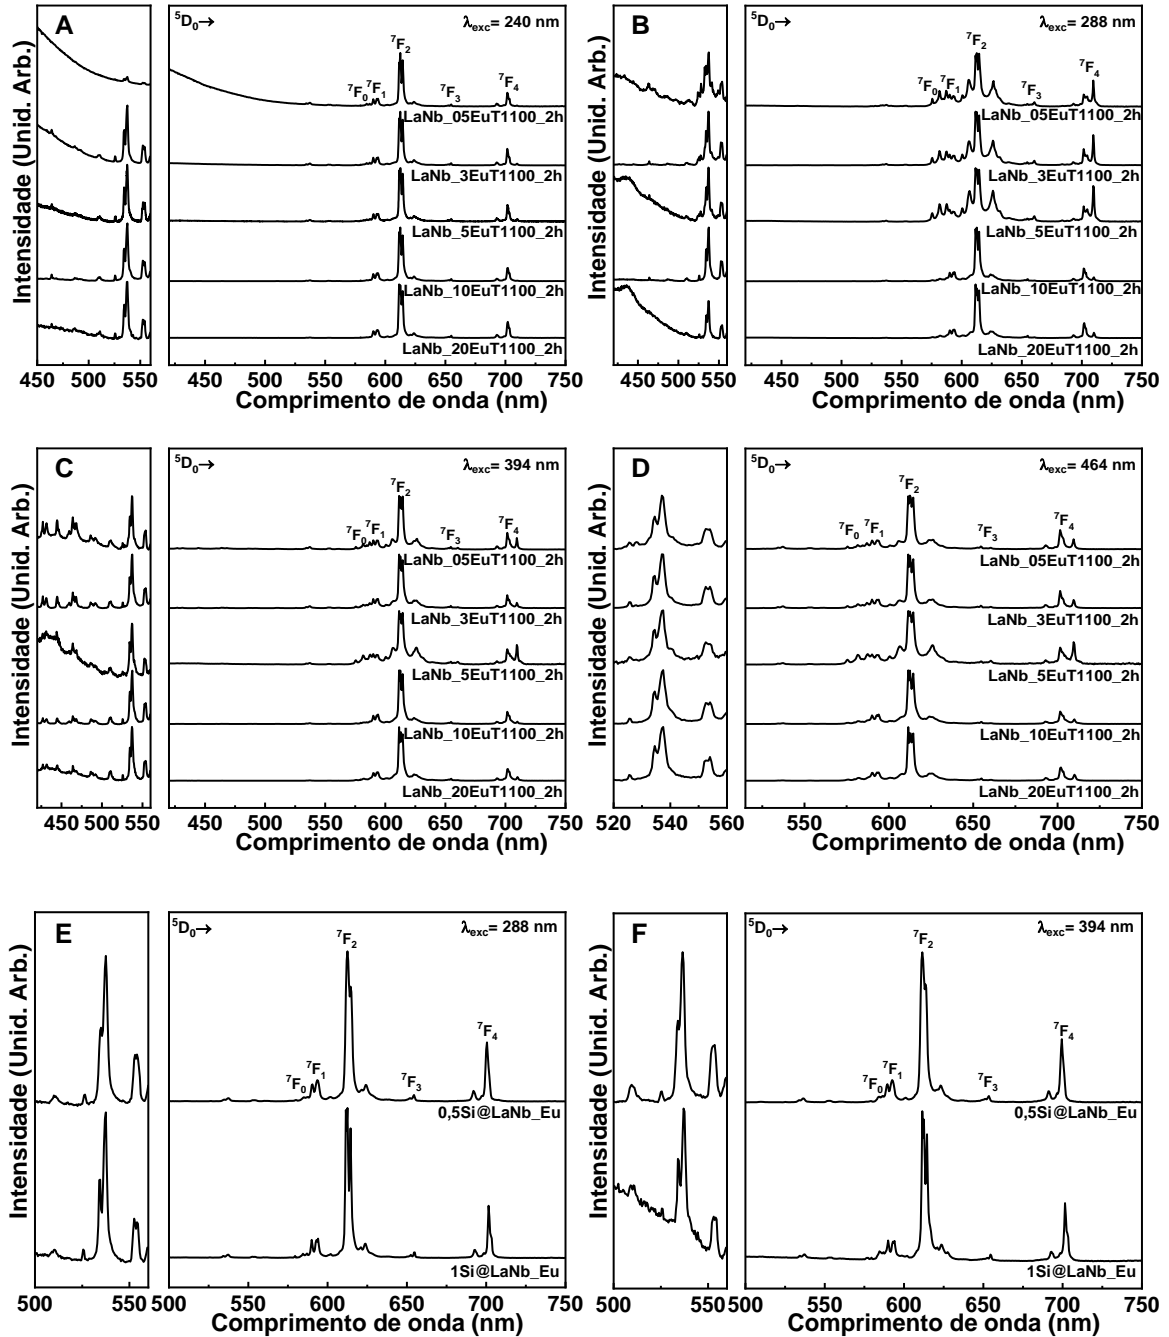 A
⁵D₀→
λexc= 240 nm
⁷F₀
⁷F₁
⁷F₂
⁷F₃
⁷F₄
LaNb_05EuT1100_2h
LaNb_3EuT1100_2h
LaNb_5EuT1100_2h
LaNb_10EuT1100_2h
LaNb_20EuT1100_2h
Intensidade (Unid. Arb.)
450 500 550
450 500 550 600 650 700 750
Comprimento de onda (nm)
B
λexc= 288 nm
⁷F₀
⁷F₁
⁷F₂
⁷F₃
⁷F₄
LaNb_05EuT1100_2h
LaNb_3EuT1100_2h
LaNb_5EuT1100_2h
LaNb_10EuT1100_2h
LaNb_20EuT1100_2h
Intensidade (Unid. Arb.)
450 500 550
450 500 550 600 650 700 750
Comprimento de onda (nm)
C
⁵D₀→
λexc= 394 nm
⁷F₀
⁷F₁
⁷F₂
⁷F₃
⁷F₄
LaNb_05EuT1100_2h
LaNb_3EuT1100_2h
LaNb_5EuT1100_2h
LaNb_10EuT1100_2h
LaNb_20EuT1100_2h
Intensidade (Unid. Arb.)
450 500 550
450 500 550 600 650 700 750
Comprimento de onda (nm)
D
⁵D₀→
λexc= 464 nm
⁷F₀
⁷F₁
⁷F₂
⁷F₃
⁷F₄
LaNb_05EuT1100_2h
LaNb_3EuT1100_2h
LaNb_5EuT1100_2h
LaNb_10EuT1100_2h
LaNb_20EuT1100_2h
Intensidade (Unid. Arb.)
520 540 560
550 600 650 700 750
Comprimento de onda (nm)
E
⁵D₀→
λexc= 288 nm
⁷F₀
⁷F₁
⁷F₂
⁷F₃
⁷F₄
0,5Si@LaNb_Eu
1Si@LaNb_Eu
Intensidade (Unid. Arb.)
500 550
550 600 650 700 750
Comprimento de onda (nm)
F
⁵D₀→
λexc= 394 nm
⁷F₀
⁷F₁
⁷F₂
⁷F₃
⁷F₄
0,5Si@LaNb_Eu
1Si@LaNb_Eu
Intensidade (Unid. Arb.)
500 550
500 550 600 650 700 750
Comprimento de onda (nm)